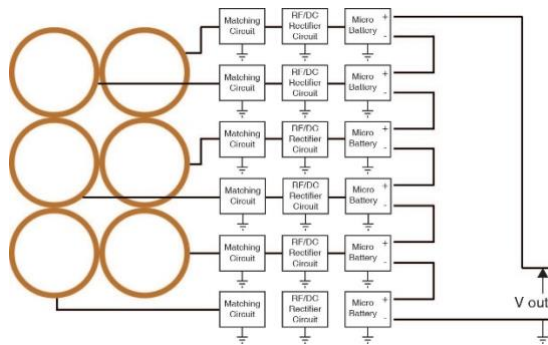 Matching
Circuit
RF/DC
Rectifier
Circuit
Micro
Battery
+
-
Matching
Circuit
RF/DC
Rectifier
Circuit
Micro
Battery
+
-
Matching
Circuit
RF/DC
Rectifier
Circuit
Micro
Battery
+
-
Matching
Circuit
RF/DC
Rectifier
Circuit
Micro
Battery
+
-
Matching
Circuit
RF/DC
Rectifier
Circuit
Micro
Battery
+
-
Matching
Circuit
RF/DC
Rectifier
Circuit
Micro
Battery
+
-
V out